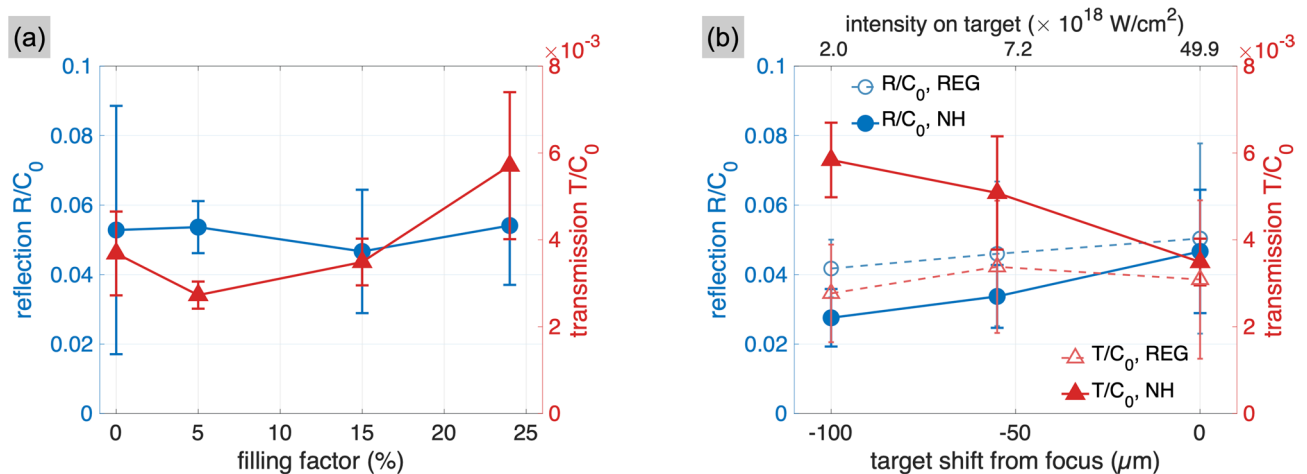 (a)
×10⁻³
0.1
0.08
0.06
0.04
0.02
0
reflection R/C₀
8
6
4
2
0
transmission T/C₀
0
5
10
15
20
25
filling factor (%)
(b)
intensity on target (× 10¹⁸ W/cm²)
2.0
7.2
49.9
×10⁻³
0.1
0.08
0.06
0.04
0.02
0
reflection R/C₀
R/C₀, REG
R/C₀, NH
T/C₀, REG
T/C₀, NH
8
6
4
2
0
transmission T/C₀
-100
-50
0
target shift from focus (μm)